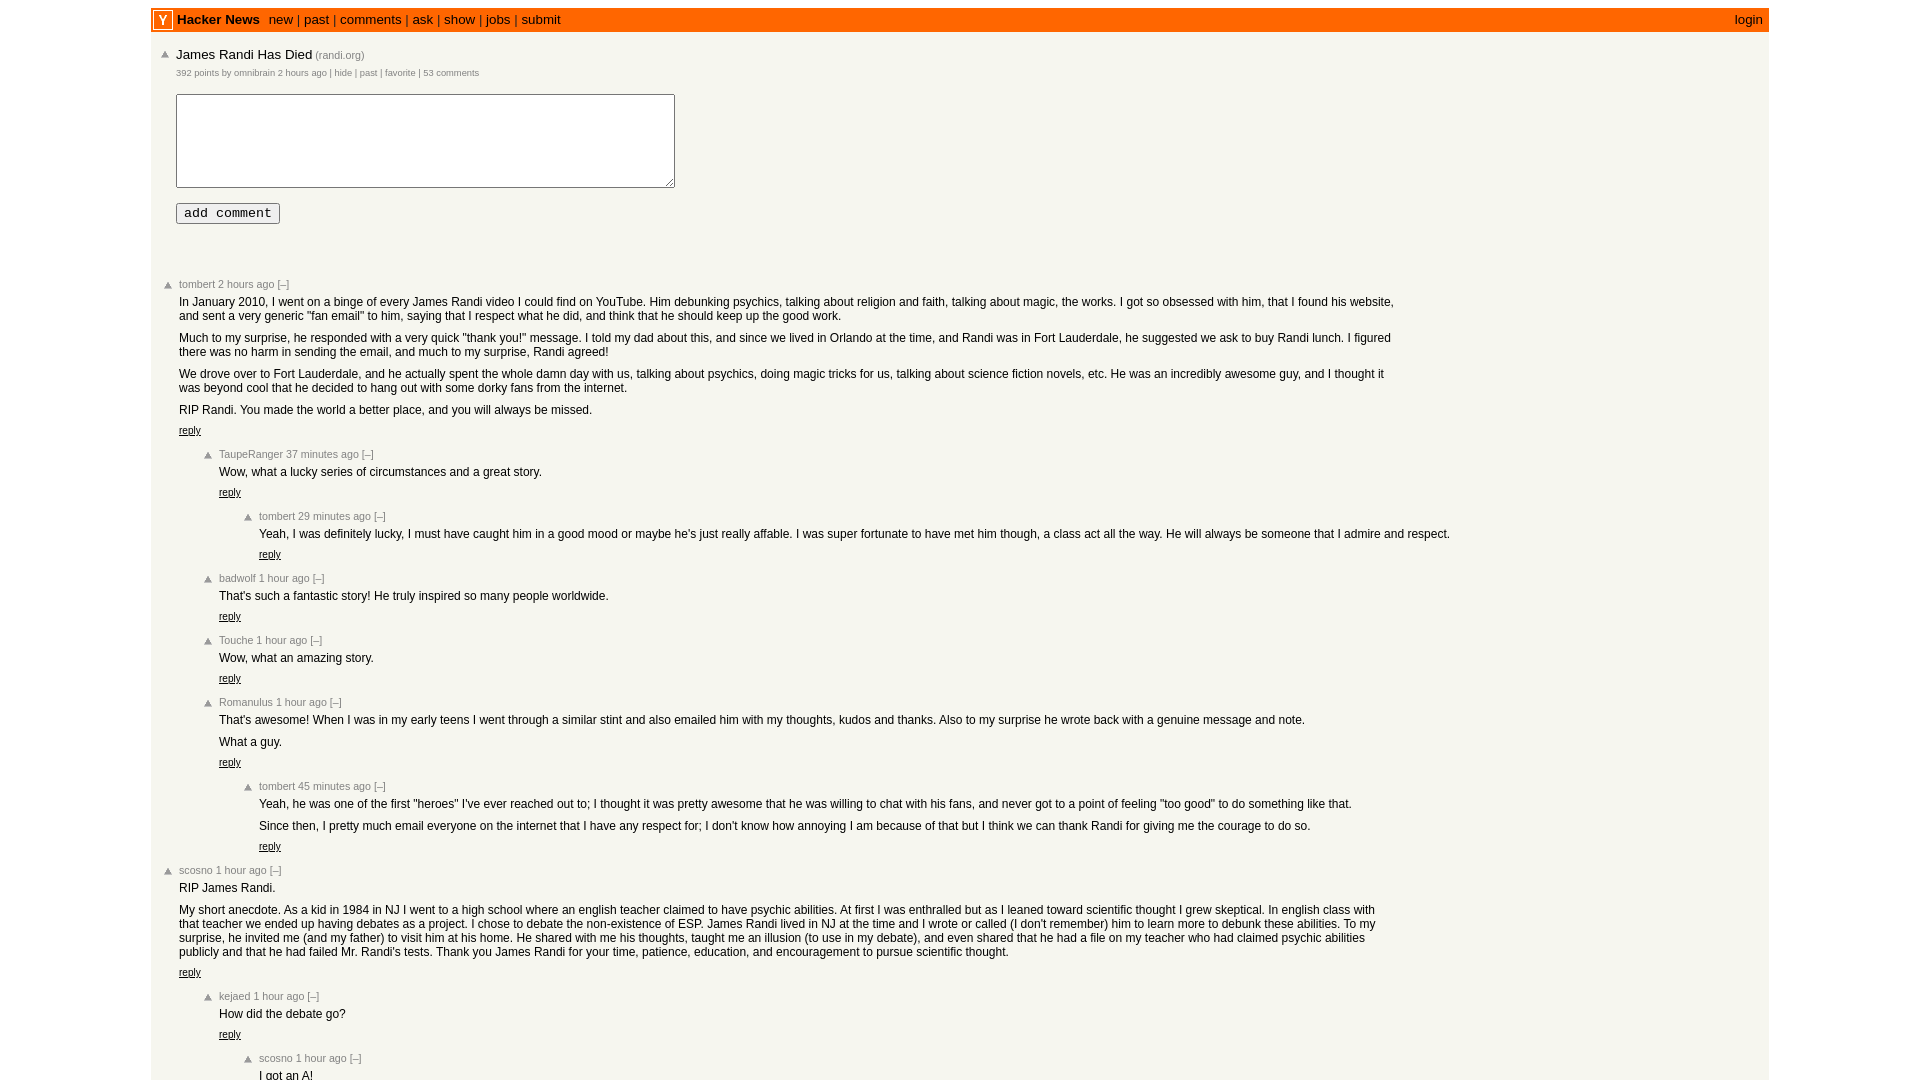 Y Hacker News new | past | comments | ask | show | jobs | submit login
James Randi Has Died (randi.org)
392 points by omnibrain 2 hours ago | hide | past | favorite | 53 comments
add comment
tombert 2 hours ago [–]
In January 2010, I went on a binge of every James Randi video I could find on YouTube. Him debunking psychics, talking about religion and faith, talking about magic, the works. I got so obsessed with him, that I found his website,
and sent a very generic "fan email" to him, saying that I respect what he did, and think that he should keep up the good work.
Much to my surprise, he responded with a very quick "thank you!" message. I told my dad about this, and since we lived in Orlando at the time, and Randi was in Fort Lauderdale, he suggested we ask to buy Randi lunch. I figured
there was no harm in sending the email, and much to my surprise, Randi agreed!
We drove over to Fort Lauderdale, and he actually spent the whole damn day with us, talking about psychics, doing magic tricks for us, talking about science fiction novels, etc. He was an incredibly awesome guy, and I thought it
was beyond cool that he decided to hang out with some dorky fans from the internet.
RIP Randi. You made the world a better place, and you will always be missed.
reply
TaupeRanger 37 minutes ago [–]
Wow, what a lucky series of circumstances and a great story.
reply
tombert 29 minutes ago [–]
Yeah, I was definitely lucky, I must have caught him in a good mood or maybe he's just really affable. I was super fortunate to have met him though, a class act all the way. He will always be someone that I admire and respect.
reply
badwolf 1 hour ago [–]
That's such a fantastic story! He truly inspired so many people worldwide.
reply
Touche 1 hour ago [–]
Wow, what an amazing story.
reply
Romanulus 1 hour ago [–]
That's awesome! When I was in my early teens I went through a similar stint and also emailed him with my thoughts, kudos and thanks. Also to my surprise he wrote back with a genuine message and note.
What a guy.
reply
tombert 45 minutes ago [–]
Yeah, he was one of the first "heroes" I've ever reached out to; I thought it was pretty awesome that he was willing to chat with his fans, and never got to a point of feeling "too good" to do something like that.
Since then, I pretty much email everyone on the internet that I have any respect for; I don't know how annoying I am because of that but I think we can thank Randi for giving me the courage to do so.
reply
scosno 1 hour ago [–]
RIP James Randi.
My short anecdote. As a kid in 1984 in NJ I went to a high school where an english teacher claimed to have psychic abilities. At first I was enthralled but as I leaned toward scientific thought I grew skeptical. In english class with
that teacher we ended up having debates as a project. I chose to debate the non-existence of ESP. James Randi lived in NJ at the time and I wrote or called (I don't remember) him to learn more to debunk these abilities. To my
surprise, he invited me (and my father) to visit him at his home. He shared with me his thoughts, taught me an illusion (to use in my debate), and even shared that he had a file on my teacher who had claimed psychic abilities
publicly and that he had failed Mr. Randi's tests. Thank you James Randi for your time, patience, education, and encouragement to pursue scientific thought.
reply
kejaed 1 hour ago [–]
How did the debate go?
reply
scosno 1 hour ago [–]
I got an A!